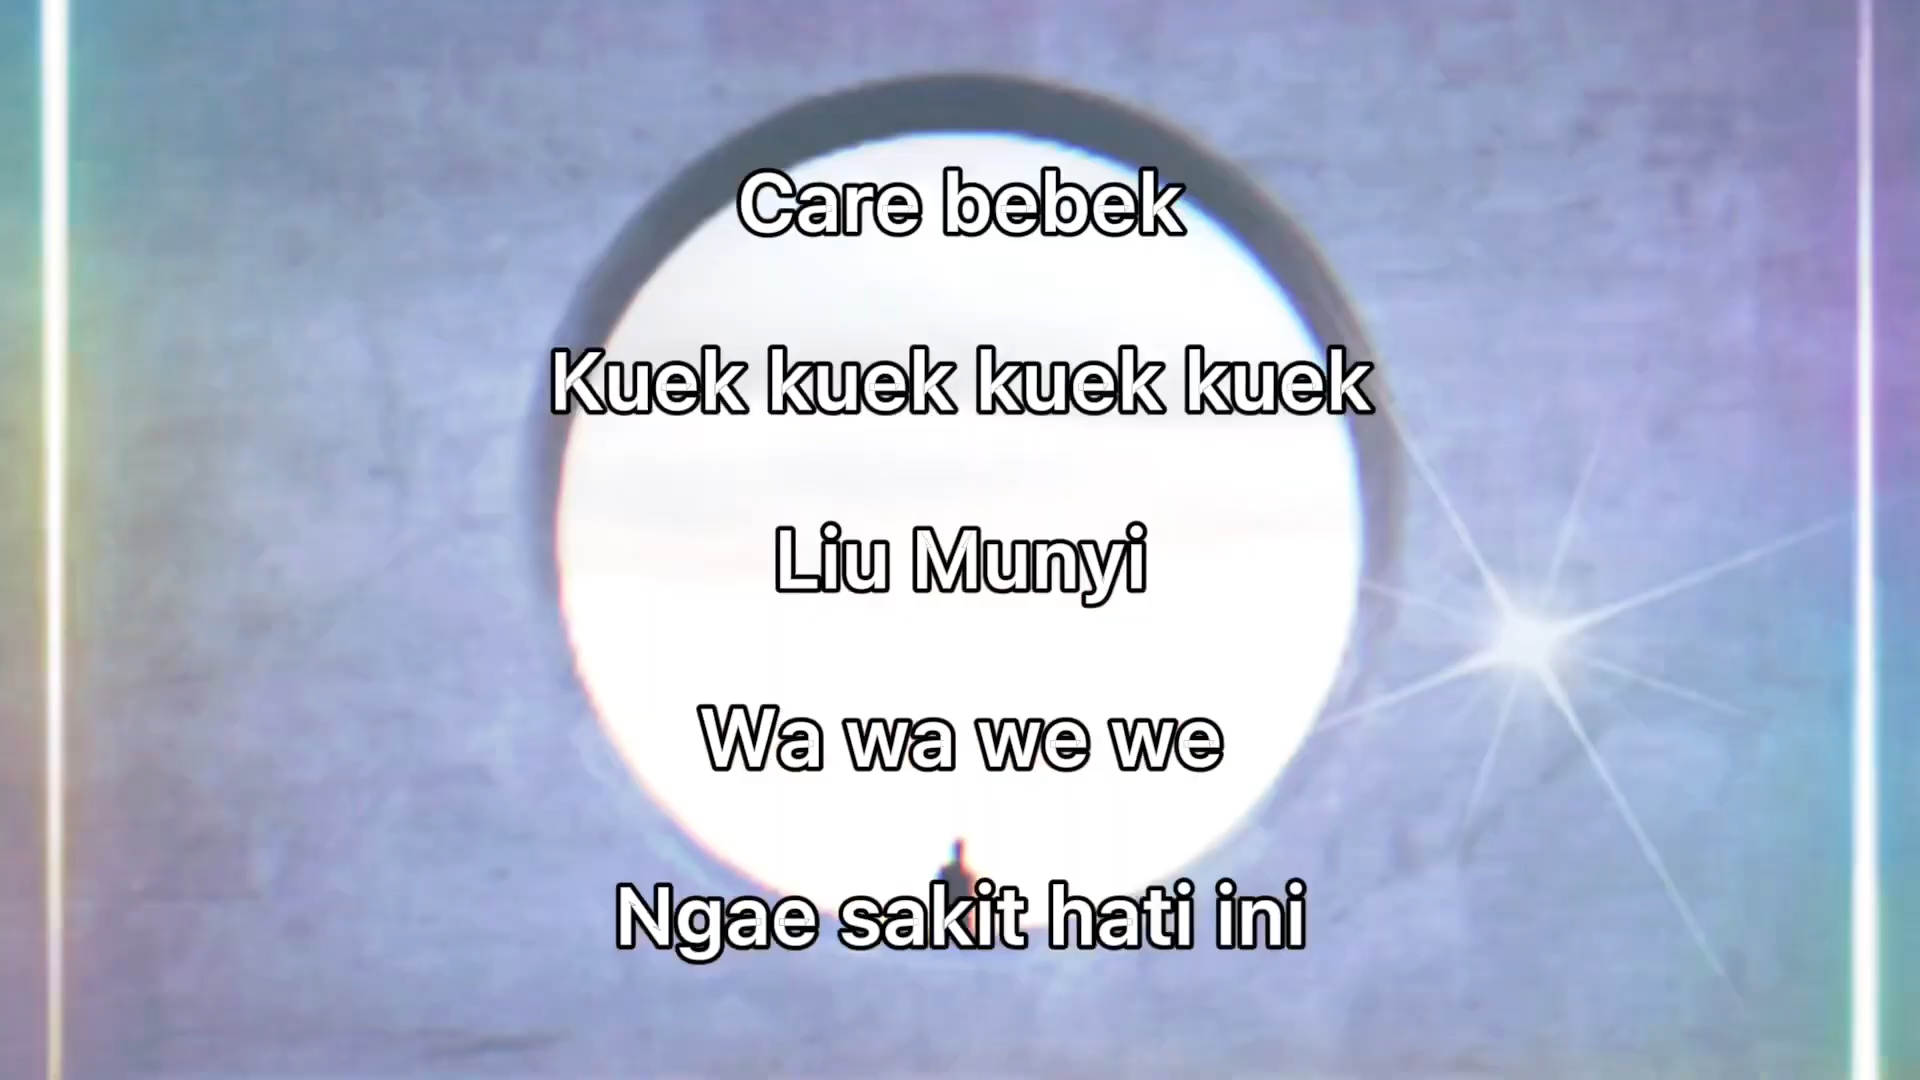 Care bebek
Kuek kuek kuek kuek
Liu Munyi
Wa wa we we
Ngae sakit hati ini